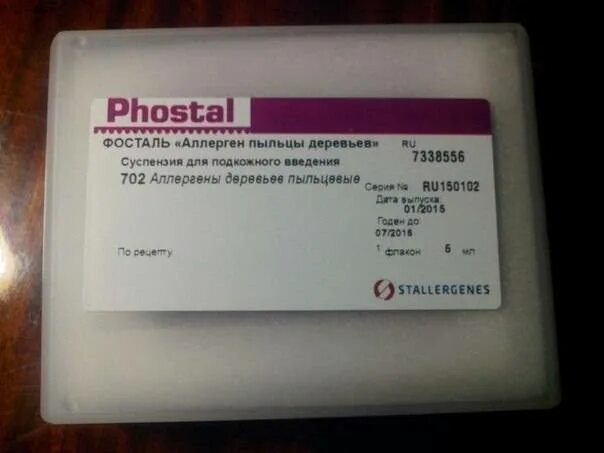 Phostal
ФОСТАЛЬ «Аллерген пыльцы деревьев» RU 7338556
Суспензия для подкожного введения
702 Аллергены деревьев пыльцевые
Серия № RU150102
Дата выпуска:
01/2015
Годен до:
07/2016
По рецепту
1 флакон 5 мл
STALLERGENES